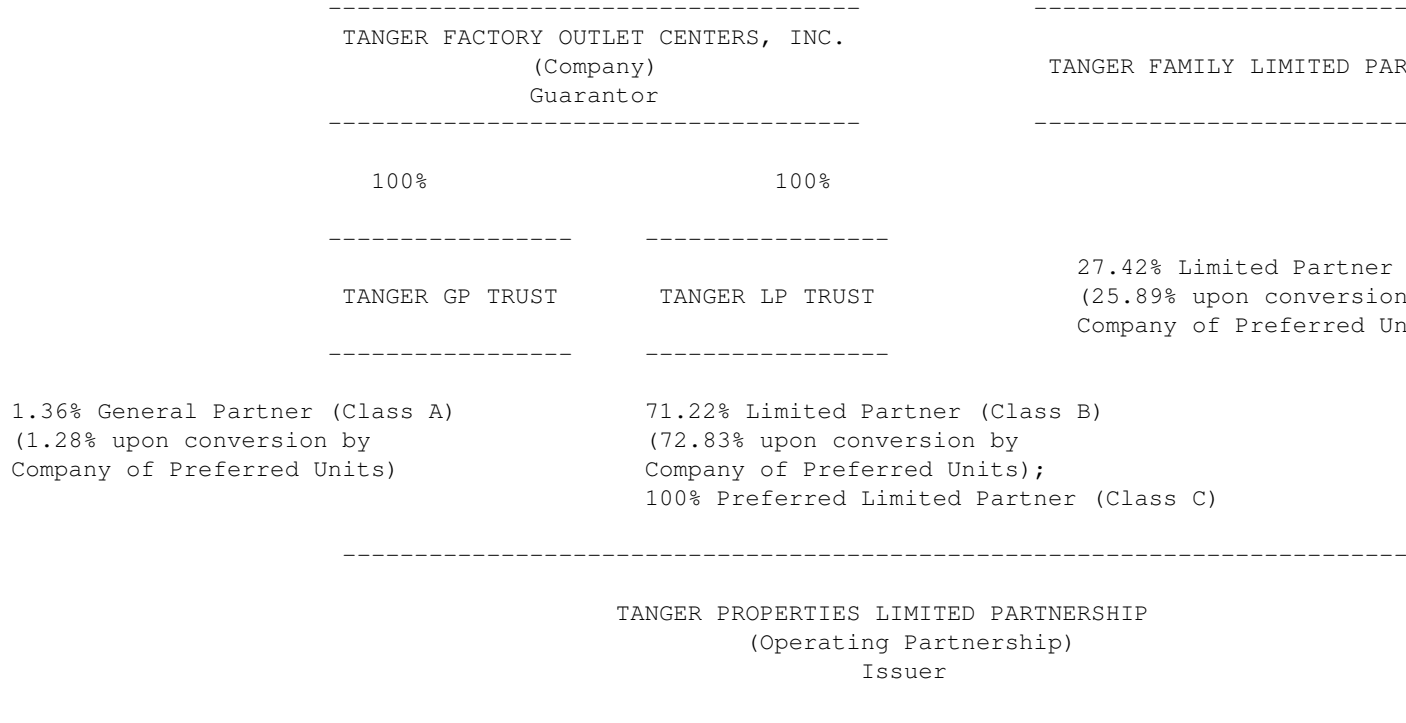 TANGER FACTORY OUTLET CENTERS, INC.
(Company)
Guarantor
TANGER FAMILY LIMITED PAR
100% 100%
TANGER GP TRUST TANGER LP TRUST
27.42% Limited Partner
(25.89% upon conversion
Company of Preferred Un
1.36% General Partner (Class A)
(1.28% upon conversion by
Company of Preferred Units)
71.22% Limited Partner (Class B)
(72.83% upon conversion by
Company of Preferred Units);
100% Preferred Limited Partner (Class C)
TANGER PROPERTIES LIMITED PARTNERSHIP
(Operating Partnership)
Issuer